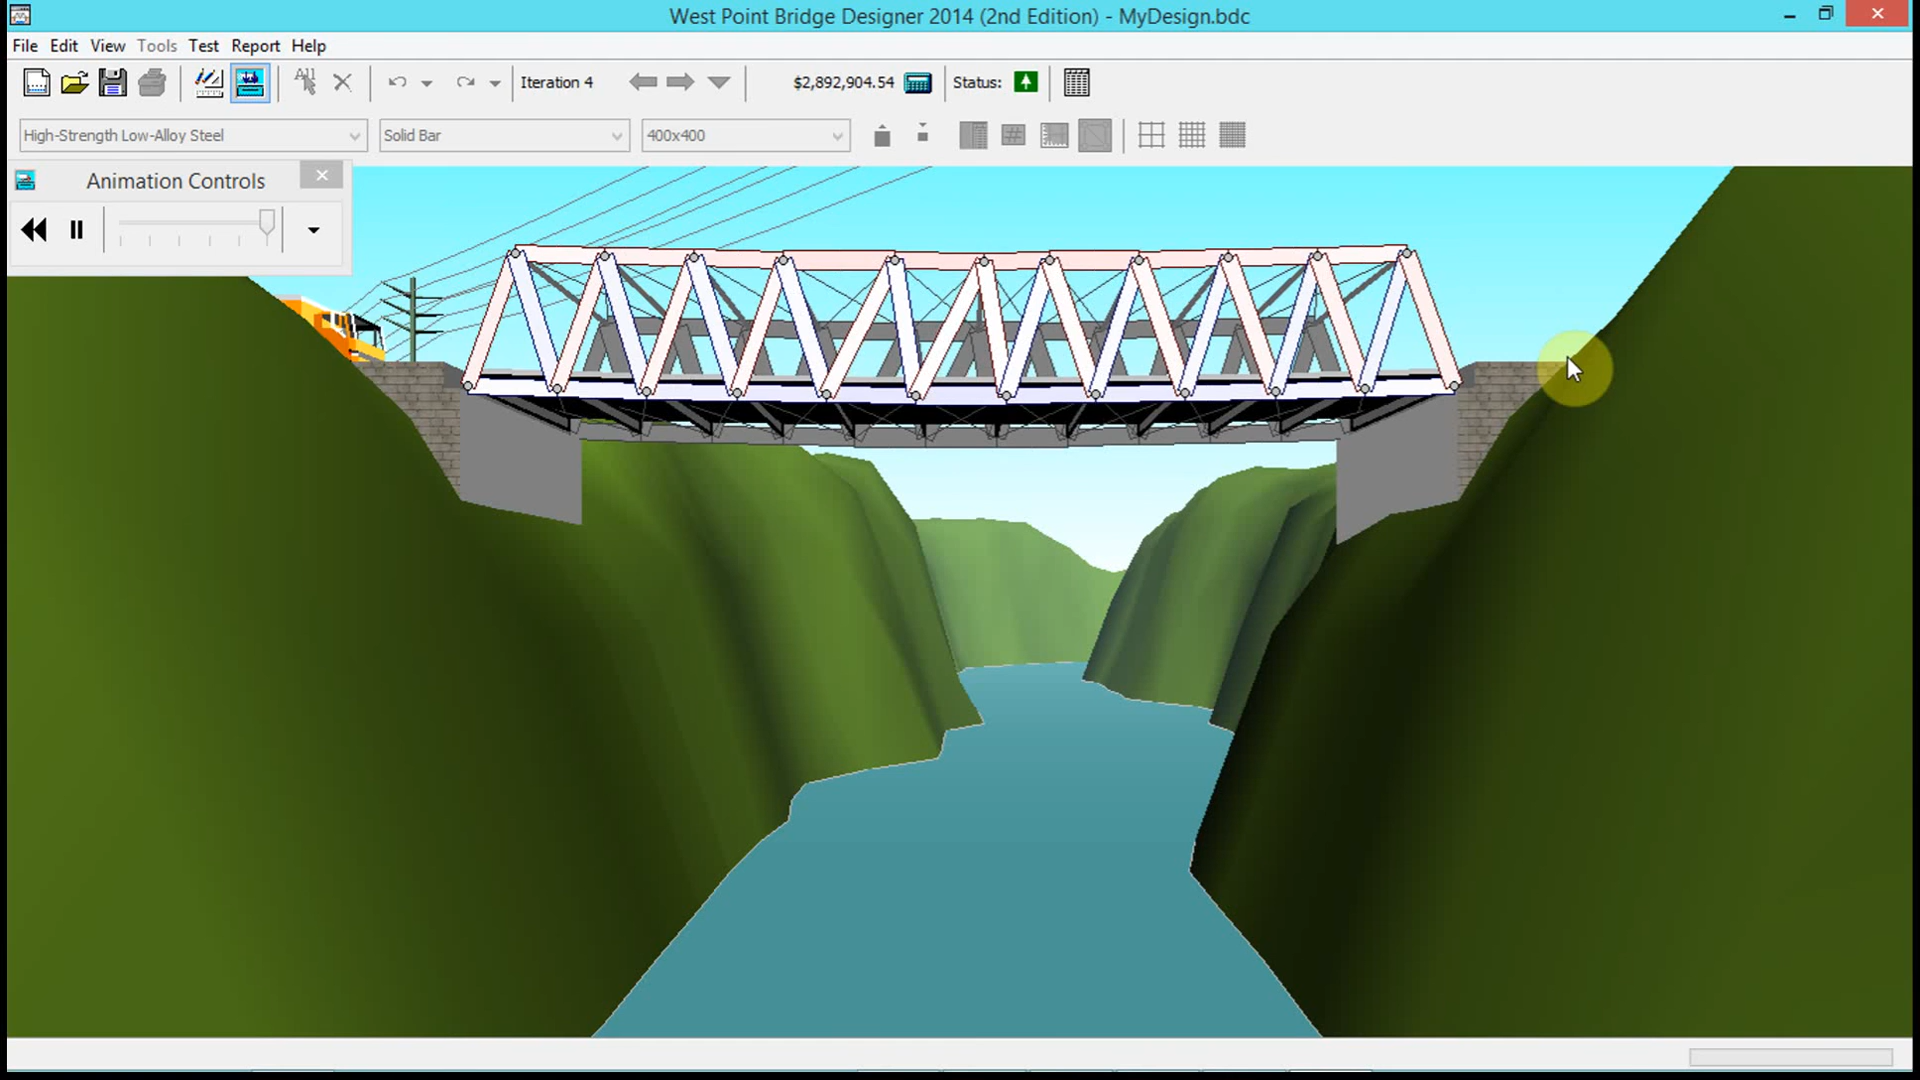 West Point Bridge Designer 2014 (2nd Edition) - MyDesign.bdc
File Edit View Tools Test Report Help
All Iteration 4 $2,892,904.54 Status:
High-Strength Low-Alloy Steel Solid Bar 400x400
Animation Controls